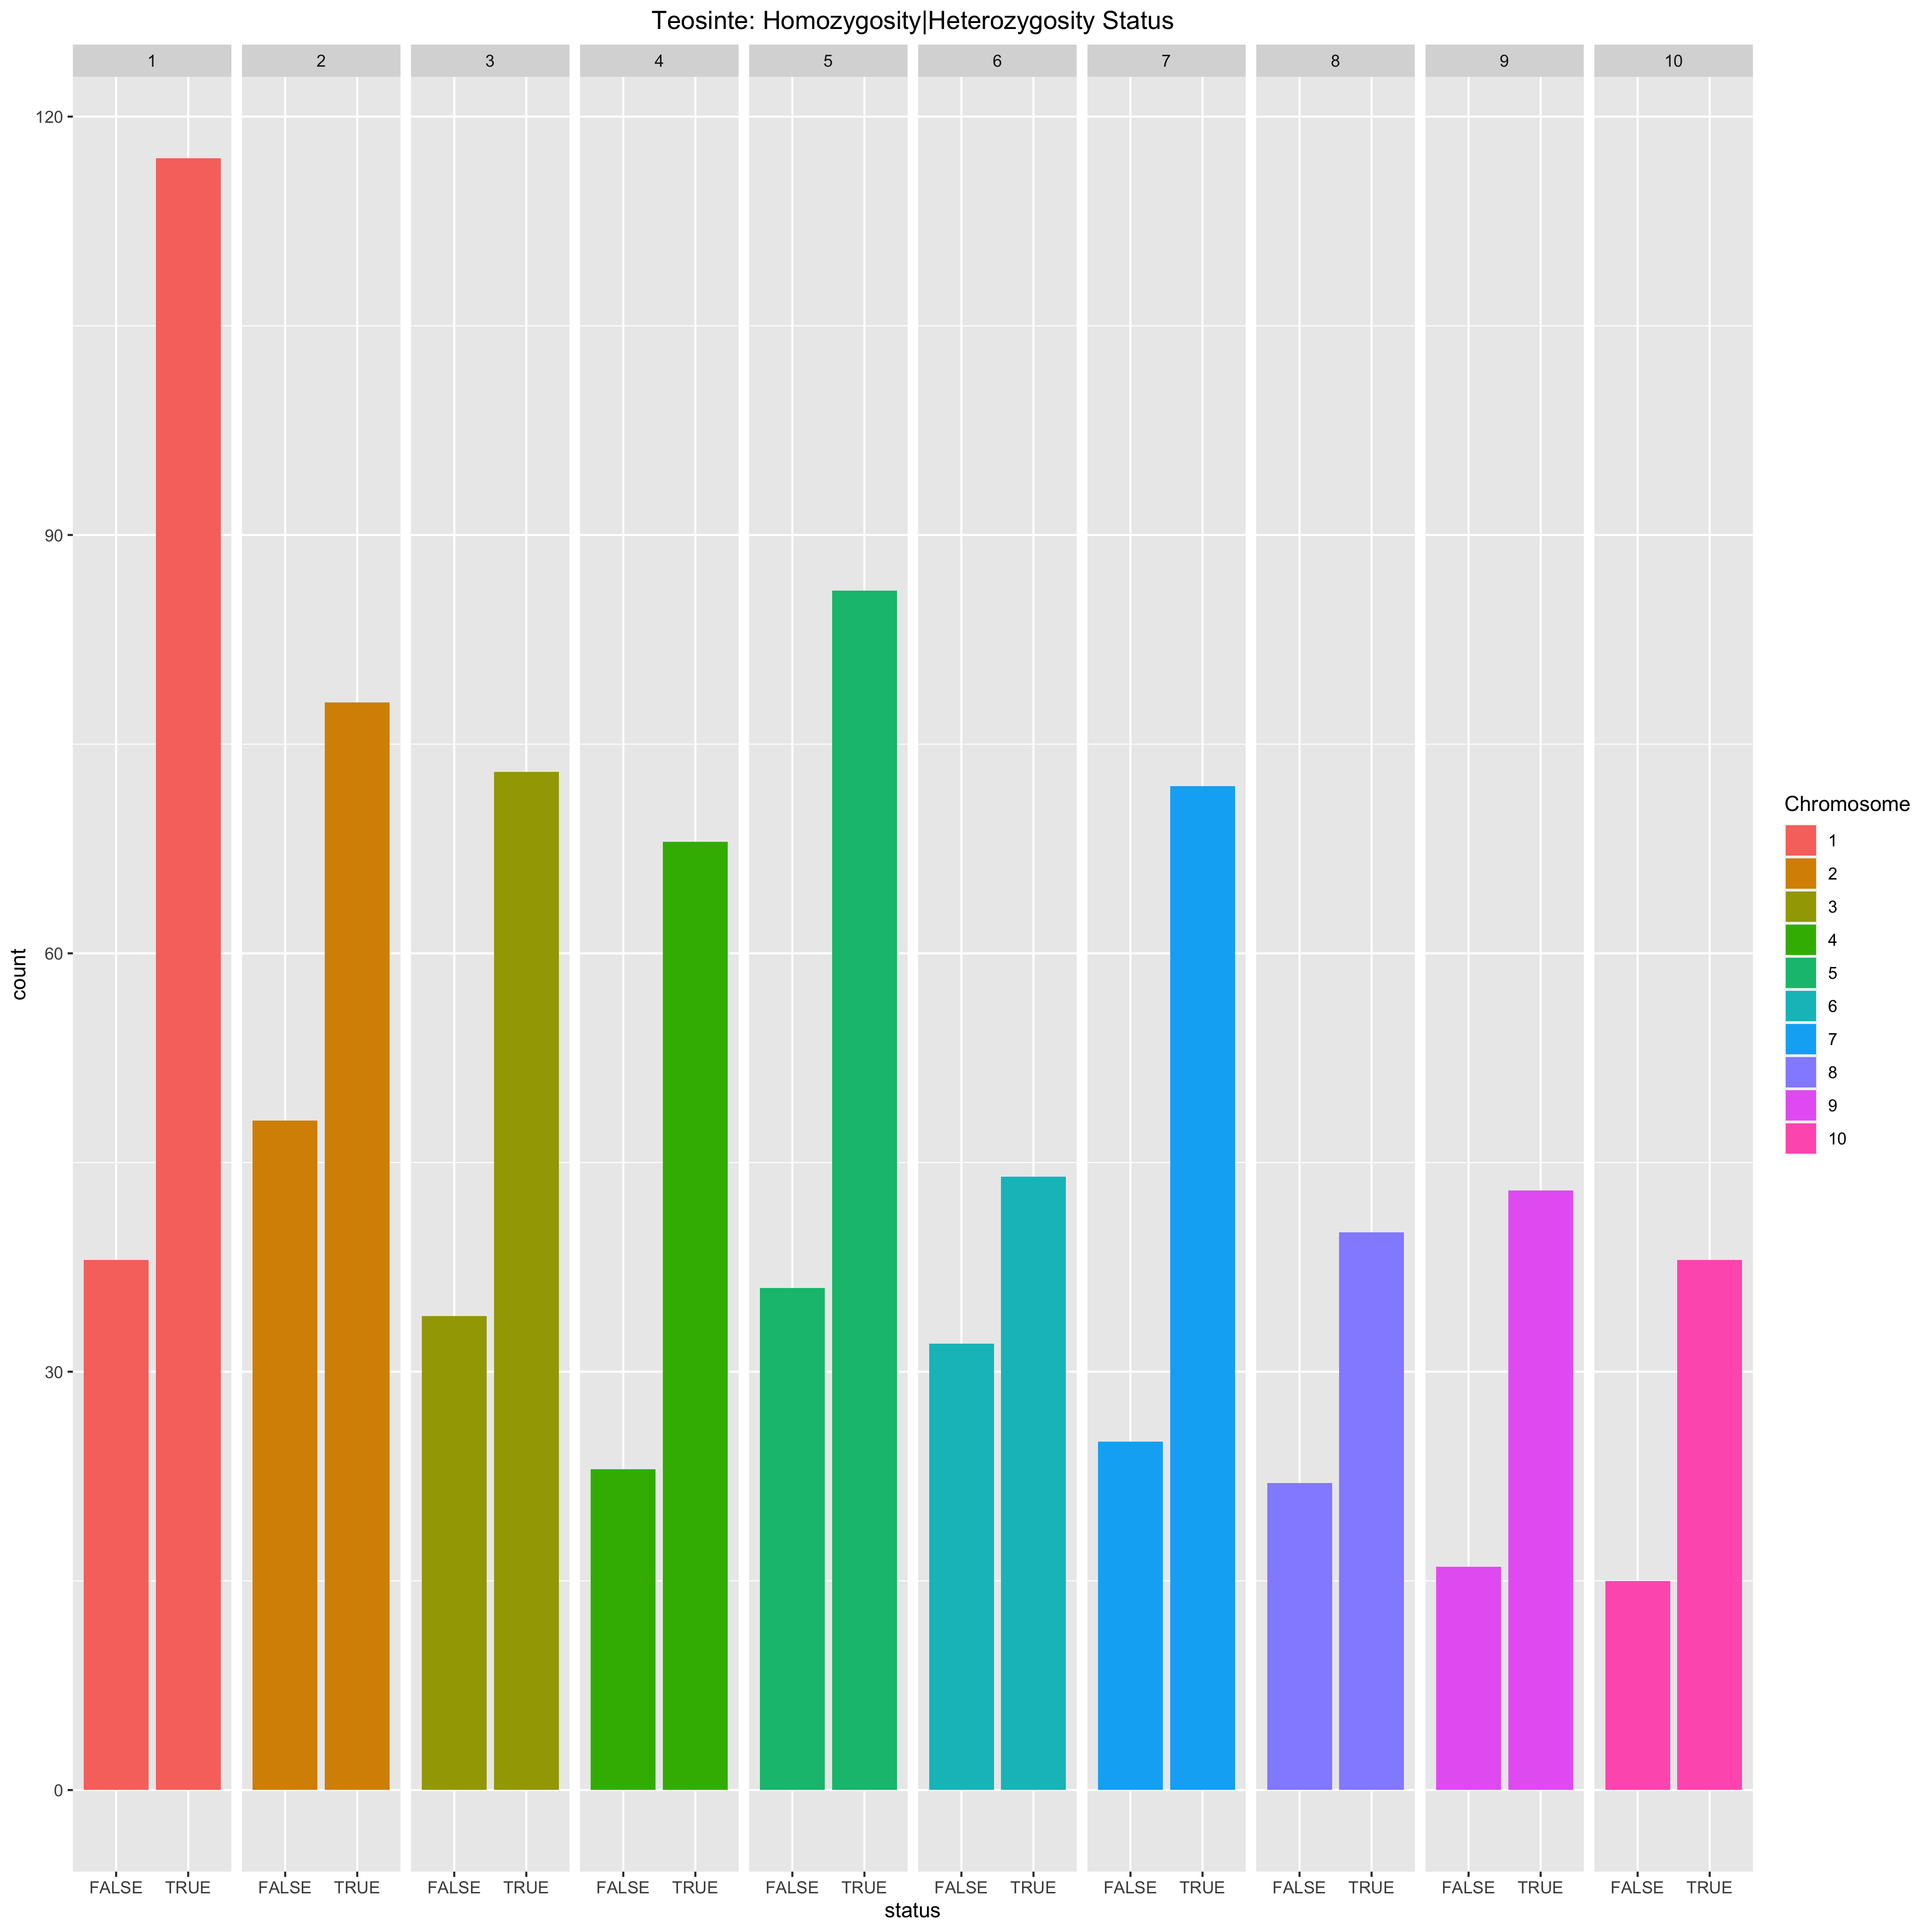 Teosinte: Homozygosity|Heterozygosity Status
1 2 3 4 5 6 7 8 9 10
120
90
60
30
0
count
FALSE TRUE FALSE TRUE FALSE TRUE FALSE TRUE FALSE TRUE FALSE TRUE FALSE TRUE FALSE TRUE FALSE TRUE FALSE TRUE
status
Chromosome
1
2
3
4
5
6
7
8
9
10